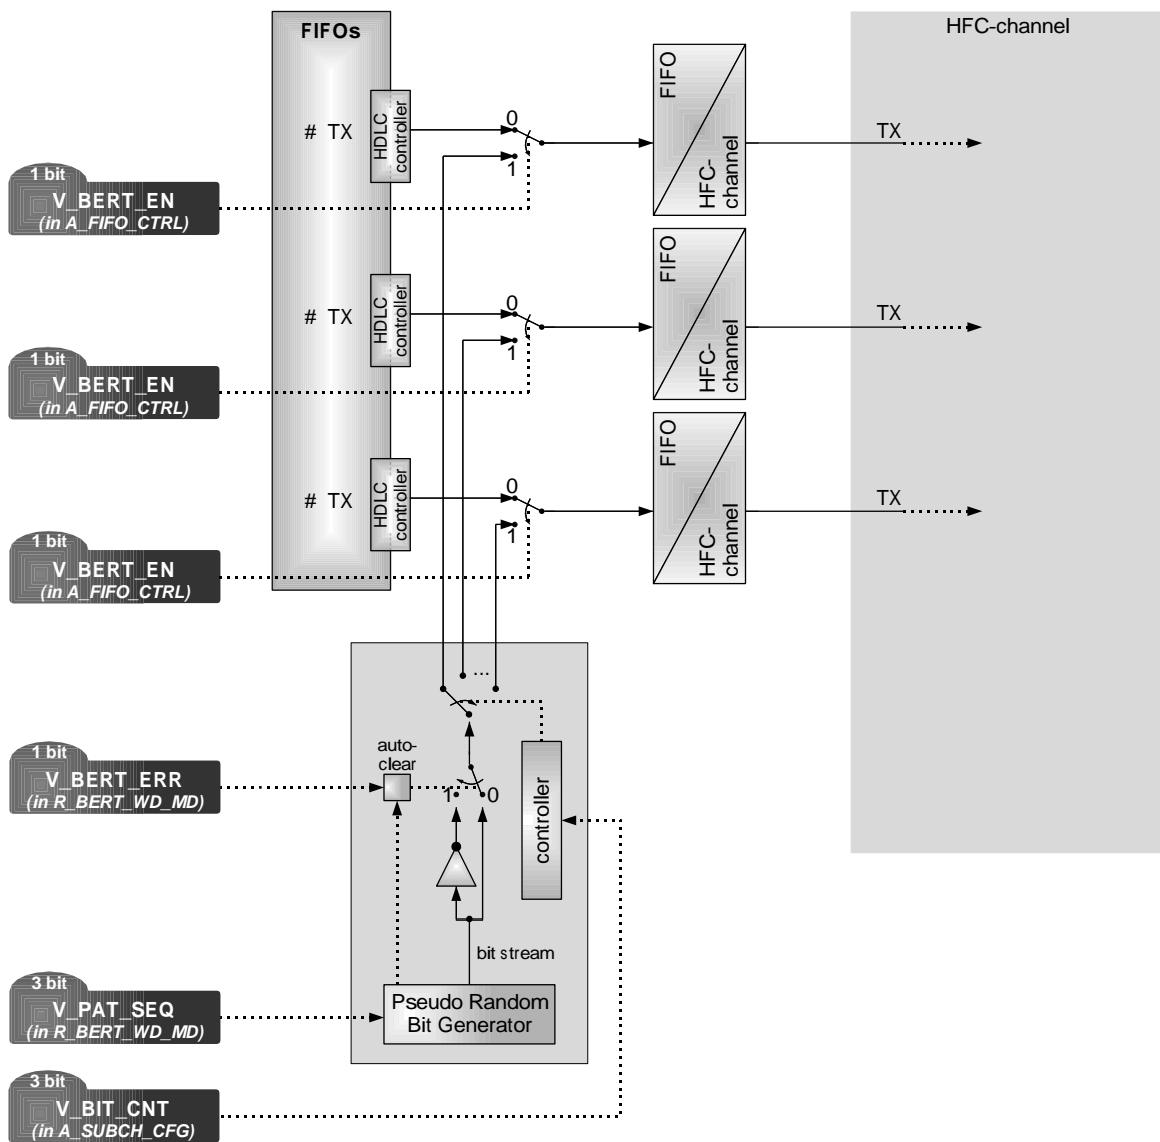 FIFOs
HFC-channel
# TX
HDLC
controller
0
1
FIFO
HFC-
channel
TX
1 bit
V_BERT_EN
(in A_FIFO_CTRL)
# TX
HDLC
controller
0
1
FIFO
HFC-
channel
TX
1 bit
V_BERT_EN
(in A_FIFO_CTRL)
# TX
HDLC
controller
0
1
FIFO
HFC-
channel
TX
1 bit
V_BERT_EN
(in A_FIFO_CTRL)
...
1 bit
V_BERT_ERR
(in R_BERT_WD_MD)
auto-
clear
1
0
controller
bit stream
3 bit
V_PAT_SEQ
(in R_BERT_WD_MD)
Pseudo Random
Bit Generator
3 bit
V_BIT_CNT
(in A_SUBCH_CFG)